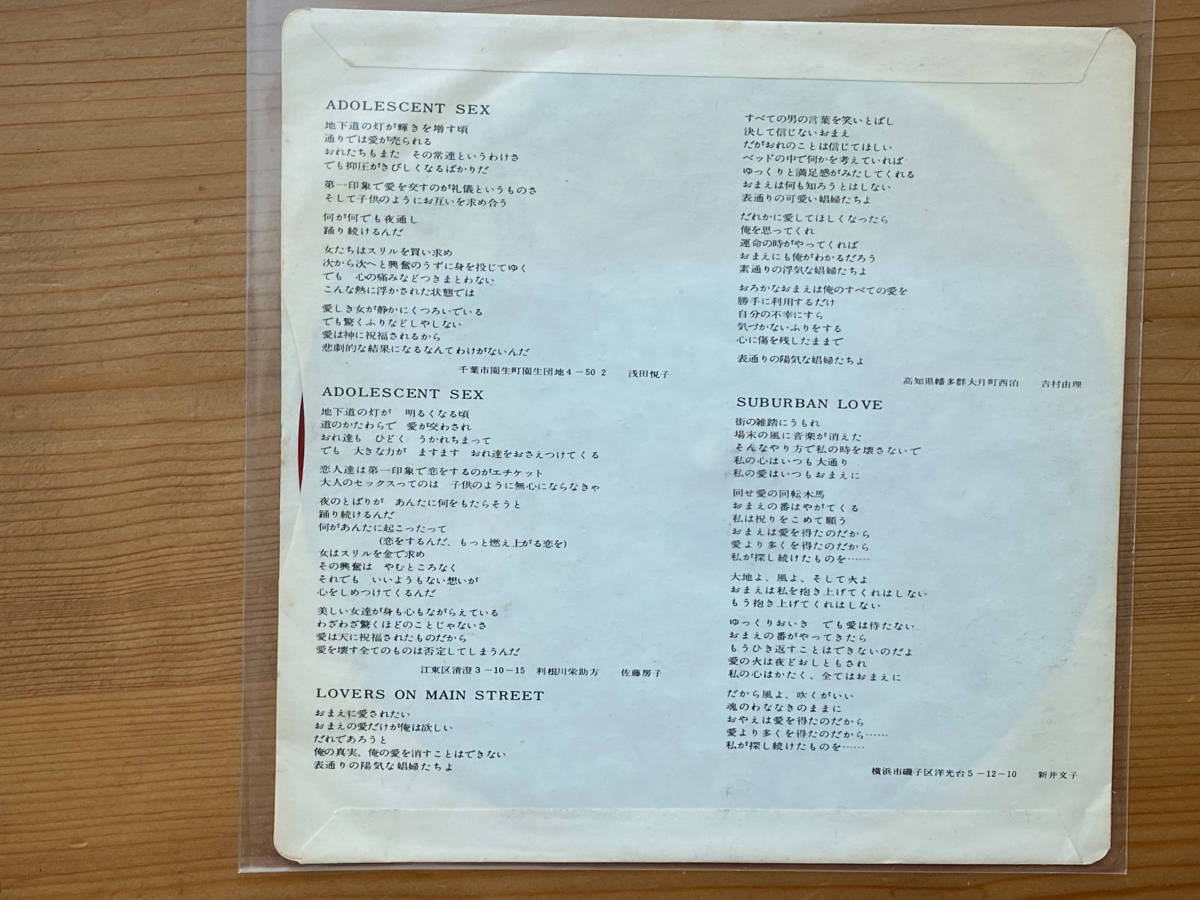 ADOLESCENT SEX
地下道の灯が輝きを増す頃
通りでは愛が売られる
おれたちもまた その常連というわけさ
でも抑圧がきびしくなるばかりだ
第一印象で愛を交すのが礼儀というものさ
そして子供のようにお互いを求め合う
何が何でも夜通し
踊り続けるんだ
女たちはスリルを買い求め
次から次へと興奮のうずに身を投じてゆく
でも 心の痛みなどつきまとわない
こんな熱に浮かされた状態では
愛しき女が静かにくつろいでいる
でも驚くふりなどしやしない
愛は神に祝福されるから
悲劇的な結果になるなんてわけがないんだ
千葉市園生町園生団地4-502 浅田悦子
ADOLESCENT SEX
地下道の灯が 明るくなる頃
道のかたわらで 愛が交わされ
おれ達も ひどく うかれちまって
でも 大きな力が ますます おれ達をおさえつけてくる
恋人達は第一印象で恋をするのがエチケット
大人のセックスってのは 子供のように無心にならなきゃ
夜のとばりが あんたに何をもたらそうと
踊り続けるんだ
何があんたに起こったって
(恋をするんだ、もっと燃え上がる恋を)
女はスリルを金で求め
その興奮は やむところなく
それでも いいようもない想いが
心をしめつけてくるんだ
美しい女達が身も心もながらえている
わざわざ驚くほどのことじゃないさ
愛は天に祝福されたものだから
愛を壊す全てのものは否定してしまうんだ
江東区清澄3-10-15 利根川栄助方 佐藤房子
LOVERS ON MAIN STREET
おまえに愛されたい
おまえの愛だけが俺は欲しい
だれであろうと
俺の真実、俺の愛を消すことはできない
表通りの陽気な娼婦たちよ
すべての男の言葉を笑いとばし
決して信じないおまえ
だがおれのことは信じてほしい
ベッドの中で何かを考えていれば
ゆっくりと満足感がみたしてくれる
おまえは何も知ろうとはしない
表通りの可愛い娼婦たちよ
だれかに愛してほしくなったら
俺を思ってくれ
運命の時がやってくれば
おまえにも俺がわかるだろう
素通りの浮気な娼婦たちよ
おろかなおまえは俺のすべての愛を
勝手に利用するだけ
自分の不幸にすら
気づかないふりをする
心に傷を残したままで
表通りの陽気な娼婦たちよ
高知県幡多群大月町西泊 吉村由理
SUBURBAN LOVE
街の雑踏にうもれ
場末の風に音楽が消えた
そんなやり方で私の時を壊さないで
私の心はいつも大通り
私の愛はいつもおまえに
回せ愛の回転木馬
おまえの番はやがてくる
私は祝りをこめて願う
おまえは愛を得たのだから
愛より多くを得たのだから
私が探し続けたものを……
大地よ、風よ、そして火よ
おまえは私を抱き上げてくれはしない
もう抱き上げてくれはしない
ゆっくりおいき でも愛は待たない
おまえの番がやってきたら
もうひき返すことはできないのだよ
愛の火は夜どおしともされ
私の心はかたく、全てはおまえに
だから風よ、吹くがいい
魂のわななきのままに
おやえは愛を得たのだから
愛より多くを得たのだから……
私が探し続けたものを……
横浜市磯子区洋光台5-12-10 新井文子